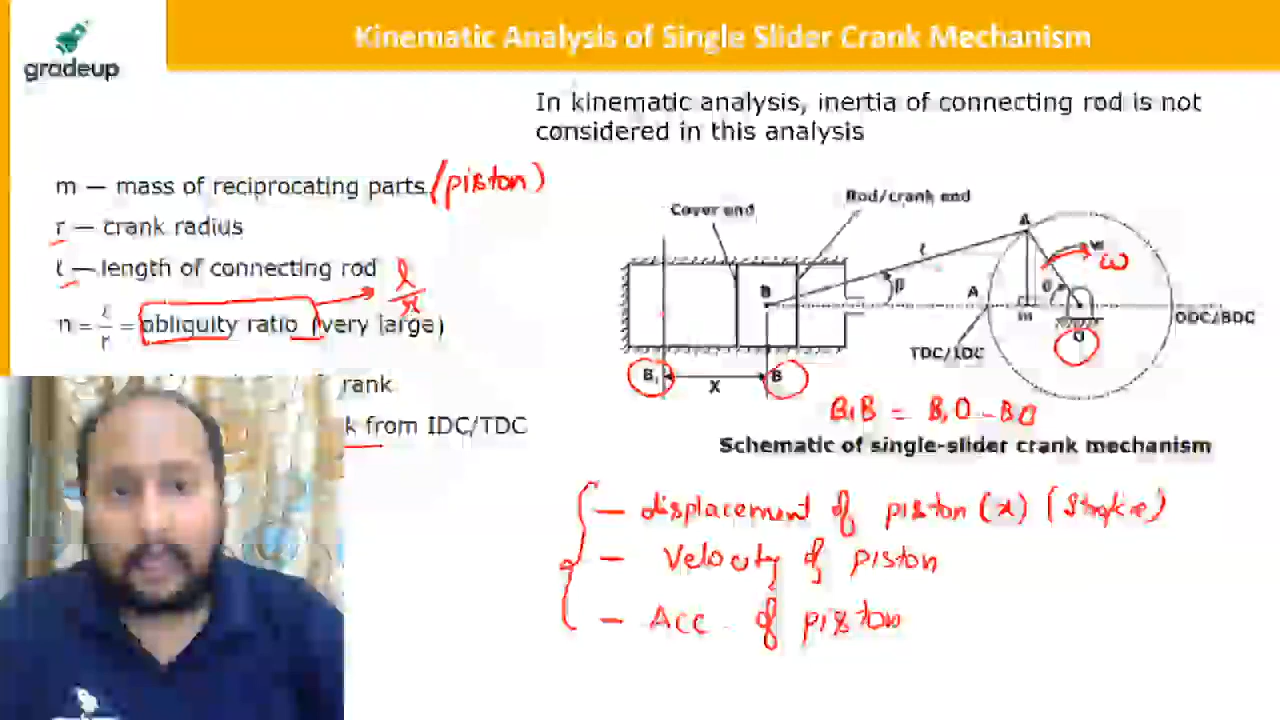 Kinematic Analysis of Single Slider Crank Mechanism
gradeup
In kinematic analysis, inertia of connecting rod is not
considered in this analysis
m — mass of reciprocating parts (piston)
r — crank radius
l — length of connecting rod
l/r
n = l/r = obliquity ratio (very large)
rank
k from IDC/TDC
Cover end
Rod/crank end
A
l
ω
B
β
A
θ
m
O
ODC/BDC
TDC/IDC
B₁
X
B
B₁B = B₁O - BO
Schematic of single-slider crank mechanism
— displacement of piston (x) (Stroke)
— Velocity of piston
— Acc. of piston